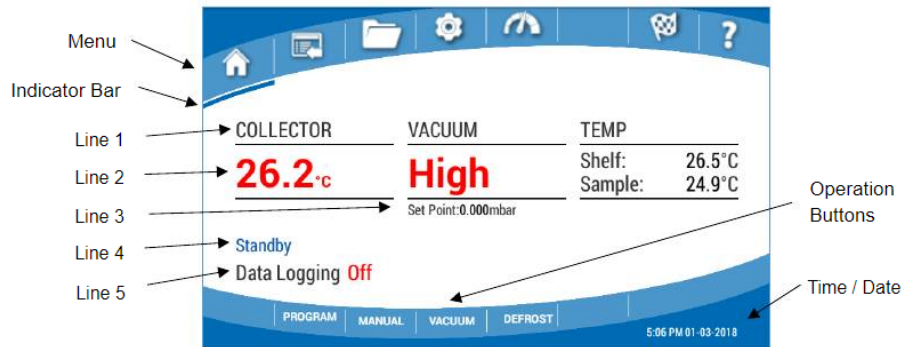 Menu
Indicator Bar
Line 1
COLLECTOR
VACUUM
TEMP
Line 2
26.2°C
High
Shelf: 26.5°C
Sample: 24.9°C
Line 3
Set Point:0.000mbar
Operation
Buttons
Line 4
Standby
Line 5
Data Logging Off
Time / Date
PROGRAM
MANUAL
VACUUM
DEFROST
5:06 PM 01-03-2018
?